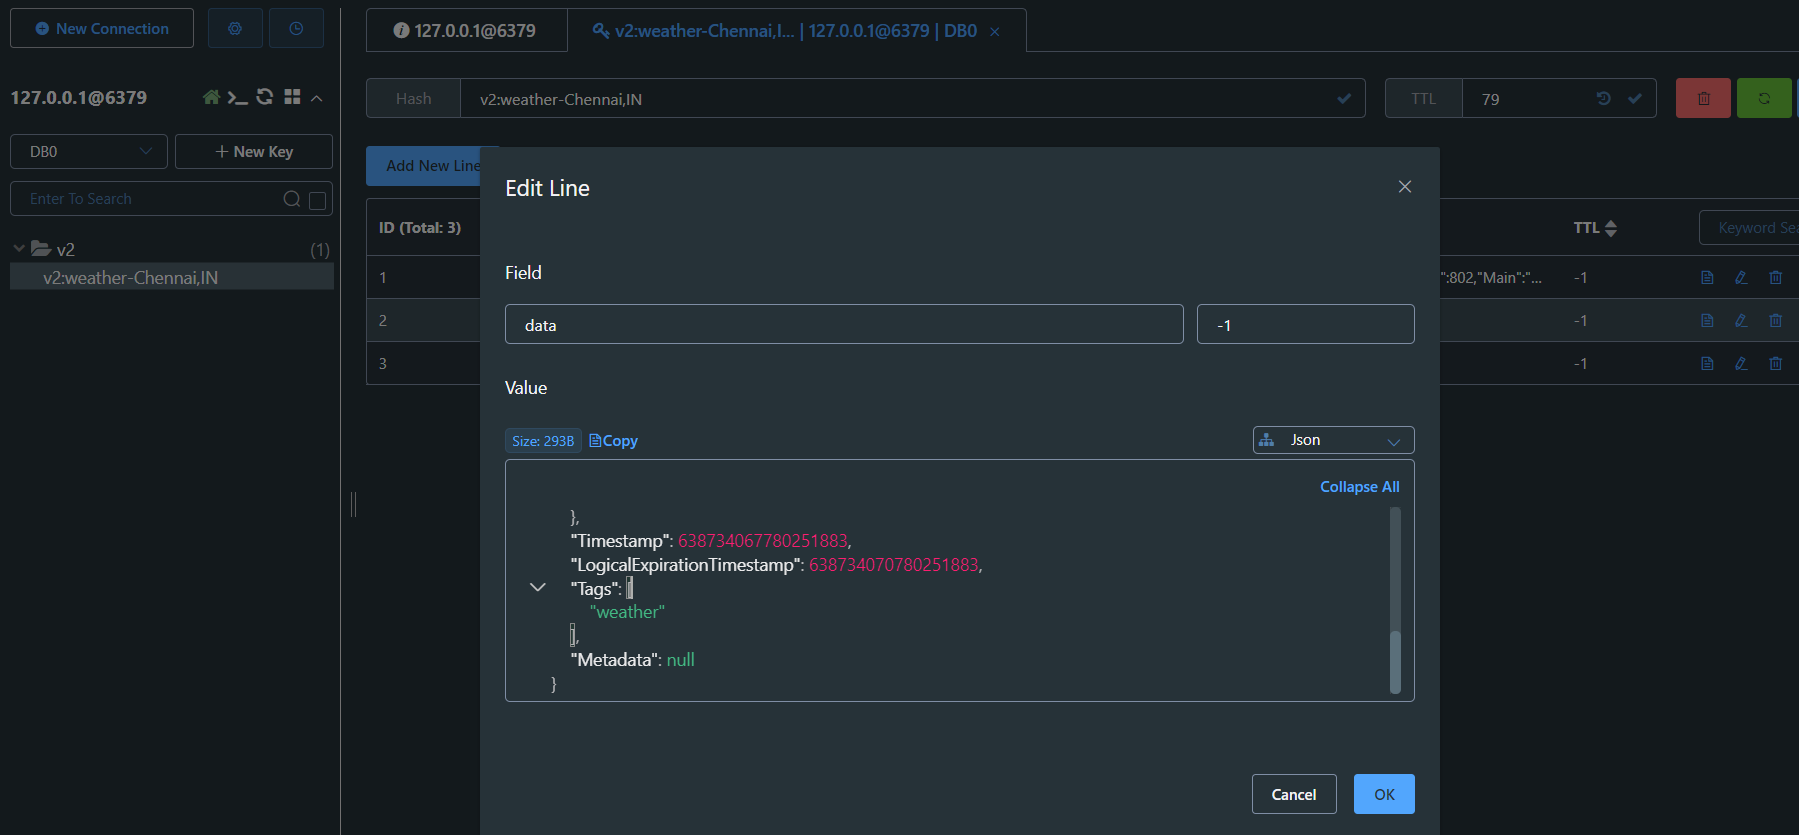 New Connection
127.0.0.1@6379
v2:weather-Chennai,I... | 127.0.0.1@6379 | DB0
127.0.0.1@6379
Hash
v2:weather-Chennai,IN
TTL
79
DB0
New Key
Add New Line
Enter To Search
v2
(1)
v2:weather-Chennai,IN
ID (Total: 3)
TTL
Keyword Sea
1
":802,"Main":"...
-1
2
-1
3
-1
Edit Line
Field
data
-1
Value
Size: 293B
Copy
Json
Collapse All
},
"Timestamp": 638734067780251883,
"LogicalExpirationTimestamp": 638734070780251883,
"Tags": [
"weather"
],
"Metadata": null
}
Cancel
OK